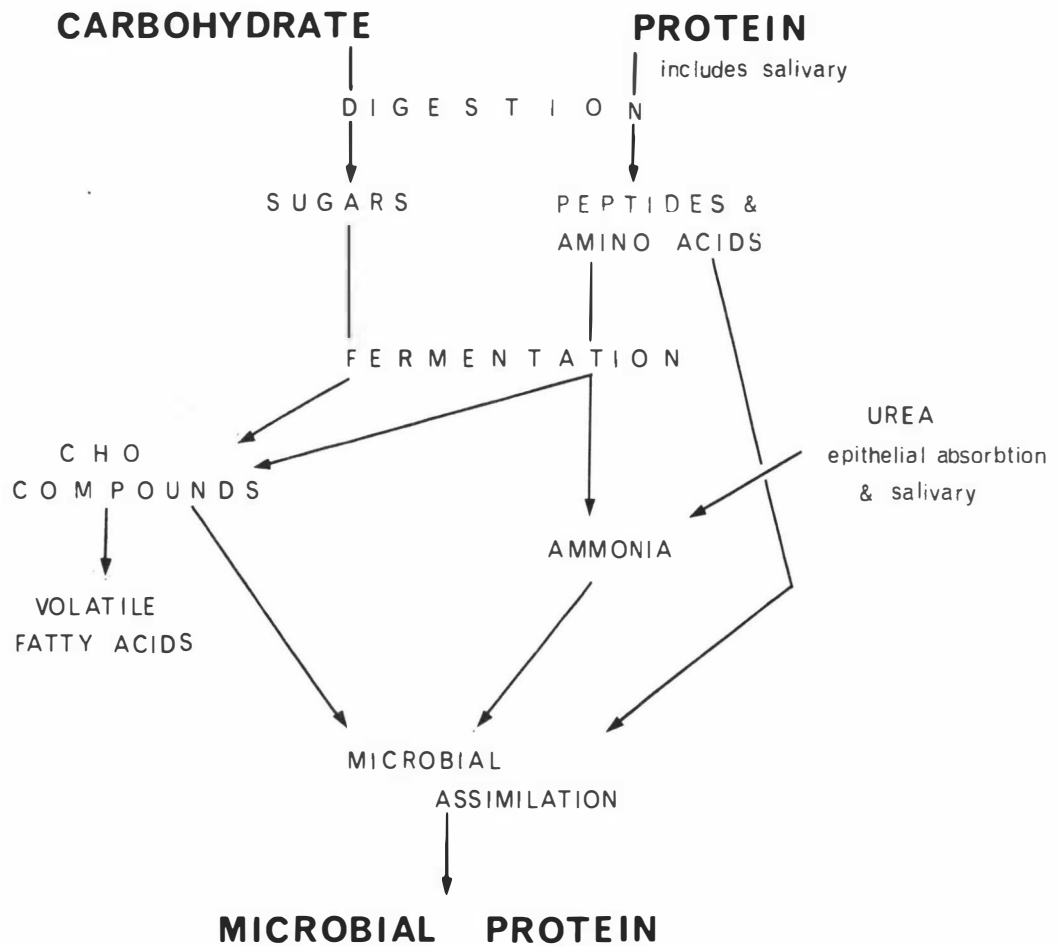 CARBOHYDRATE
PROTEIN
includes salivary
DIGESTION
SUGARS
PEPTIDES &
AMINO ACIDS
FERMENTATION
UREA
epithelial absorbtion
& salivary
CHO
COMPOUNDS
AMMONIA
VOLATILE
FATTY ACIDS
MICROBIAL
ASSIMILATION
MICROBIAL PROTEIN